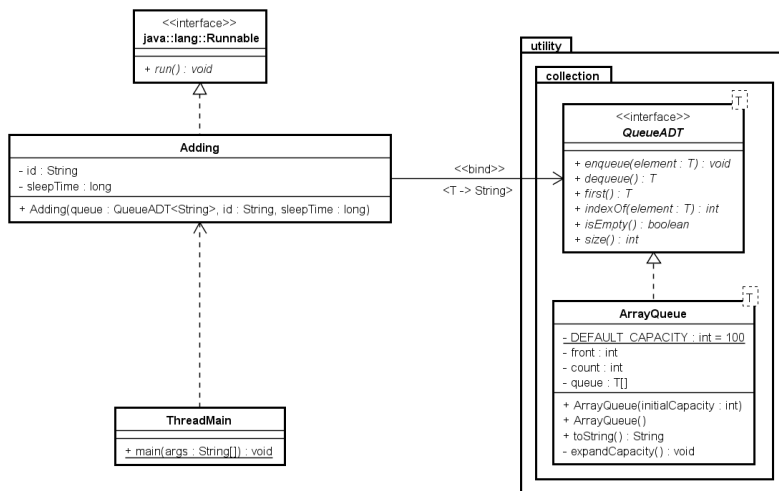 <<interface>>
java::lang::Runnable
+ run() : void
Adding
- id : String
- sleepTime : long
+ Adding(queue : QueueADT<String>, id : String, sleepTime : long)
<<bind>>
<T -> String>
ThreadMain
+ main(args : String[]) : void
utility
collection
T
<<interface>>
QueueADT
+ enqueue(element : T) : void
+ dequeue() : T
+ first() : T
+ indexOf(element : T) : int
+ isEmpty() : boolean
+ size() : int
T
ArrayQueue
- DEFAULT_CAPACITY : int = 100
- front : int
- count : int
- queue : T[]
+ ArrayQueue(initialCapacity : int)
+ ArrayQueue()
+ toString() : String
- expandCapacity() : void